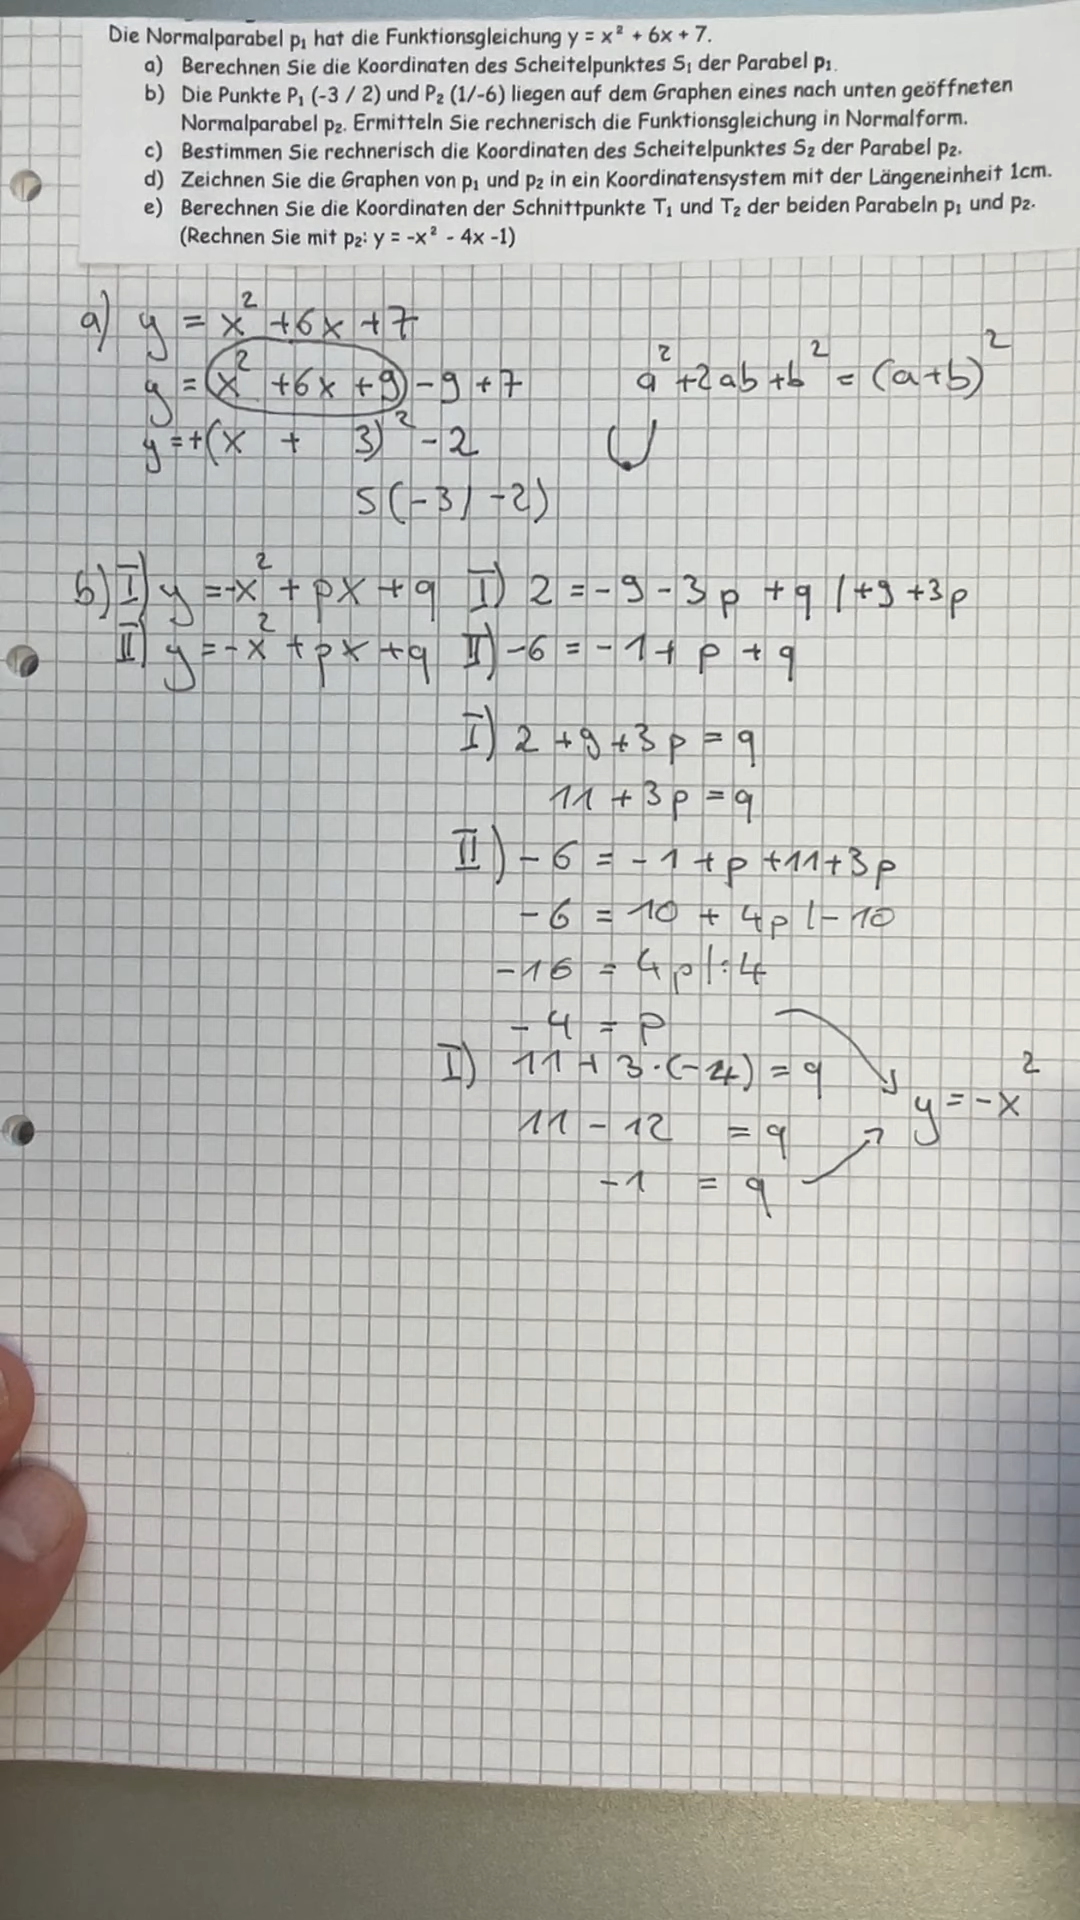 Die Normalparabel p₁ hat die Funktionsgleichung y = x² + 6x + 7.
a) Berechnen Sie die Koordinaten des Scheitelpunktes S₁ der Parabel p₁.
b) Die Punkte P₁ (-3 / 2) und P₂ (1/-6) liegen auf dem Graphen eines nach unten geöffneten
Normalparabel p₂. Ermitteln Sie rechnerisch die Funktionsgleichung in Normalform.
c) Bestimmen Sie rechnerisch die Koordinaten des Scheitelpunktes S₂ der Parabel p₂.
d) Zeichnen Sie die Graphen von p₁ und p₂ in ein Koordinatensystem mit der Längeneinheit 1cm.
e) Berechnen Sie die Koordinaten der Schnittpunkte T₁ und T₂ der beiden Parabeln p₁ und p₂.
(Rechnen Sie mit p₂: y = -x² - 4x -1)
a) y = x² +6x +7
y = (x² +6x +9) -9 +7
a² +2ab +b² = (a+b)²
y =+(x + 3)² -2
S(-3/-2)
b) I) y =-x² + px +q I) 2 = -9 -3p +q /+9 +3p
II) y = -x² +px +q II) -6 = -1 + p + q
I) 2 +9 +3p = q
11 +3p = q
II) -6 = -1 +p +11+3p
-6 = 10 + 4p |-10
-16 = 4p |:4
-4 = p
I) 11 + 3·(-4) = q
y = -x²
11 - 12 = q
-1 = q